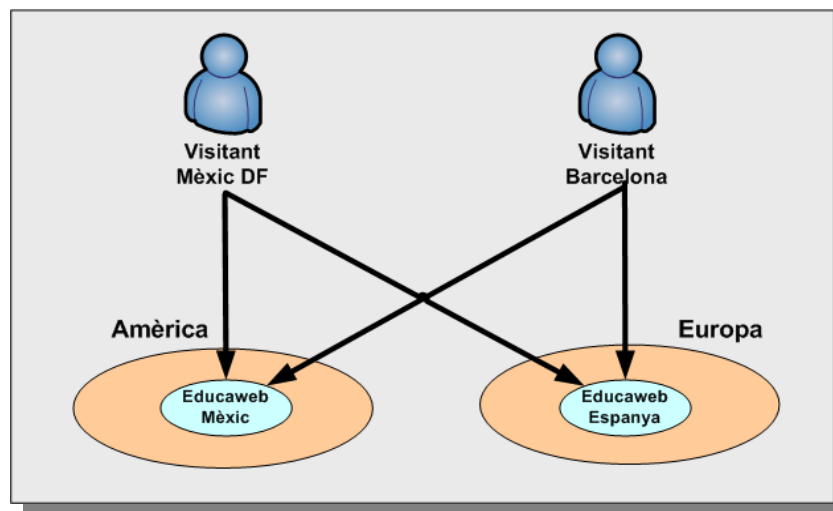 Visitant
Mèxic DF
Visitant
Barcelona
Amèrica
Europa
Educaweb
Mèxic
Educaweb
Espanya